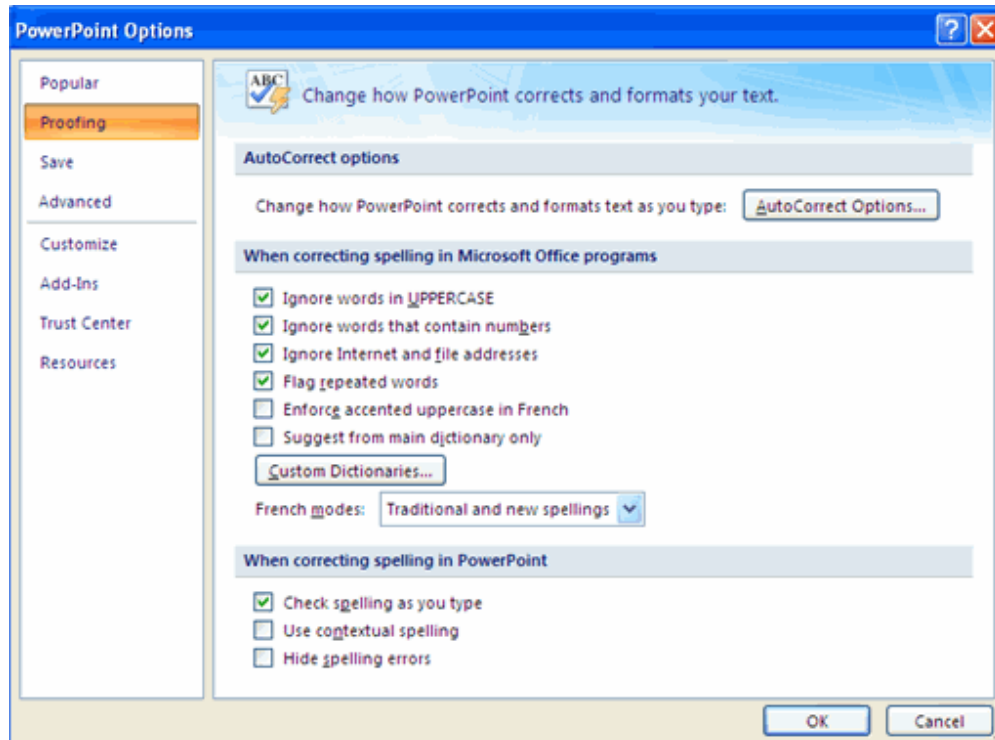 PowerPoint Options
Popular
Proofing
Save
Advanced
Customize
Add-Ins
Trust Center
Resources
ABC
Change how PowerPoint corrects and formats your text.
AutoCorrect options
Change how PowerPoint corrects and formats text as you type: AutoCorrect Options...
When correcting spelling in Microsoft Office programs
Ignore words in UPPERCASE
Ignore words that contain numbers
Ignore Internet and file addresses
Flag repeated words
Enforce accented uppercase in French
Suggest from main dictionary only
Custom Dictionaries...
French modes: Traditional and new spellings
When correcting spelling in PowerPoint
Check spelling as you type
Use contextual spelling
Hide spelling errors
OK Cancel